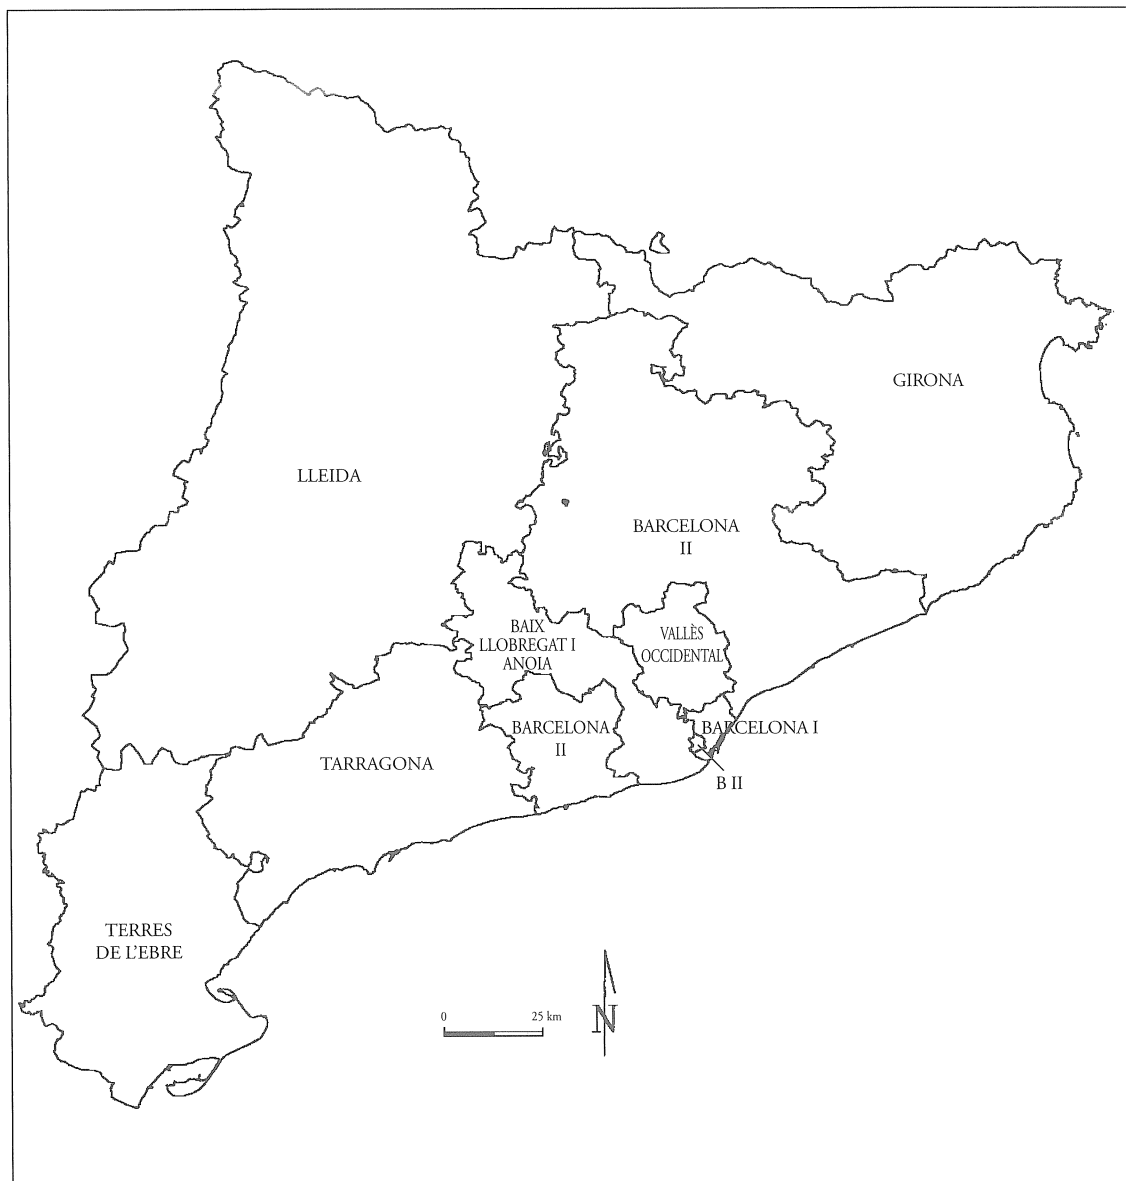 GIRONA
LLEIDA
BARCELONA
II
BAIX
LLOBREGAT I
ANOIA
VALLÈS
OCCIDENTAL
BARCELONA
II
BARCELONA I
TARRAGONA
B II
TERRES
DE L'EBRE
0 25 km
N